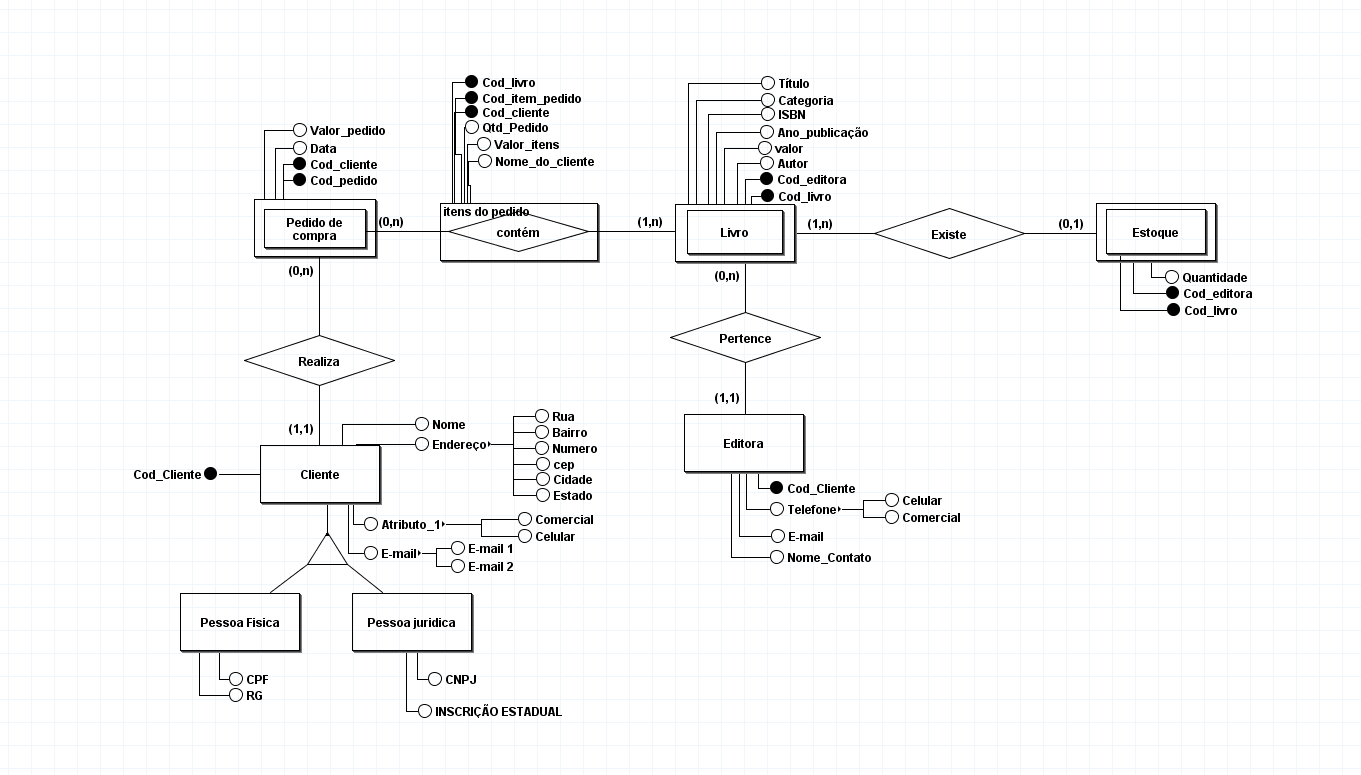 Cod_livro
Cod_item_pedido
Cod_cliente
Qtd_Pedido
Valor_itens
Nome_do_cliente
Título
Categoria
ISBN
Ano_publicação
valor
Autor
Cod_editora
Cod_livro
Valor_pedido
Data
Cod_cliente
Cod_pedido
Pedido de
compra
(0,n)
itens do pedido
contém
(1,n)
Livro
(1,n)
Existe
(0,1)
Estoque
Quantidade
Cod_editora
Cod_livro
(0,n)
(0,n)
Realiza
Pertence
(1,1)
(1,1)
Cliente
Cod_Cliente
Nome
Endereço
Rua
Bairro
Numero
cep
Cidade
Estado
Atributo_1
Comercial
Celular
E-mail
E-mail 1
E-mail 2
Editora
Cod_Cliente
Telefone
Celular
Comercial
E-mail
Nome_Contato
Pessoa Fisica
Pessoa juridica
CPF
RG
CNPJ
INSCRIÇÃO ESTADUAL